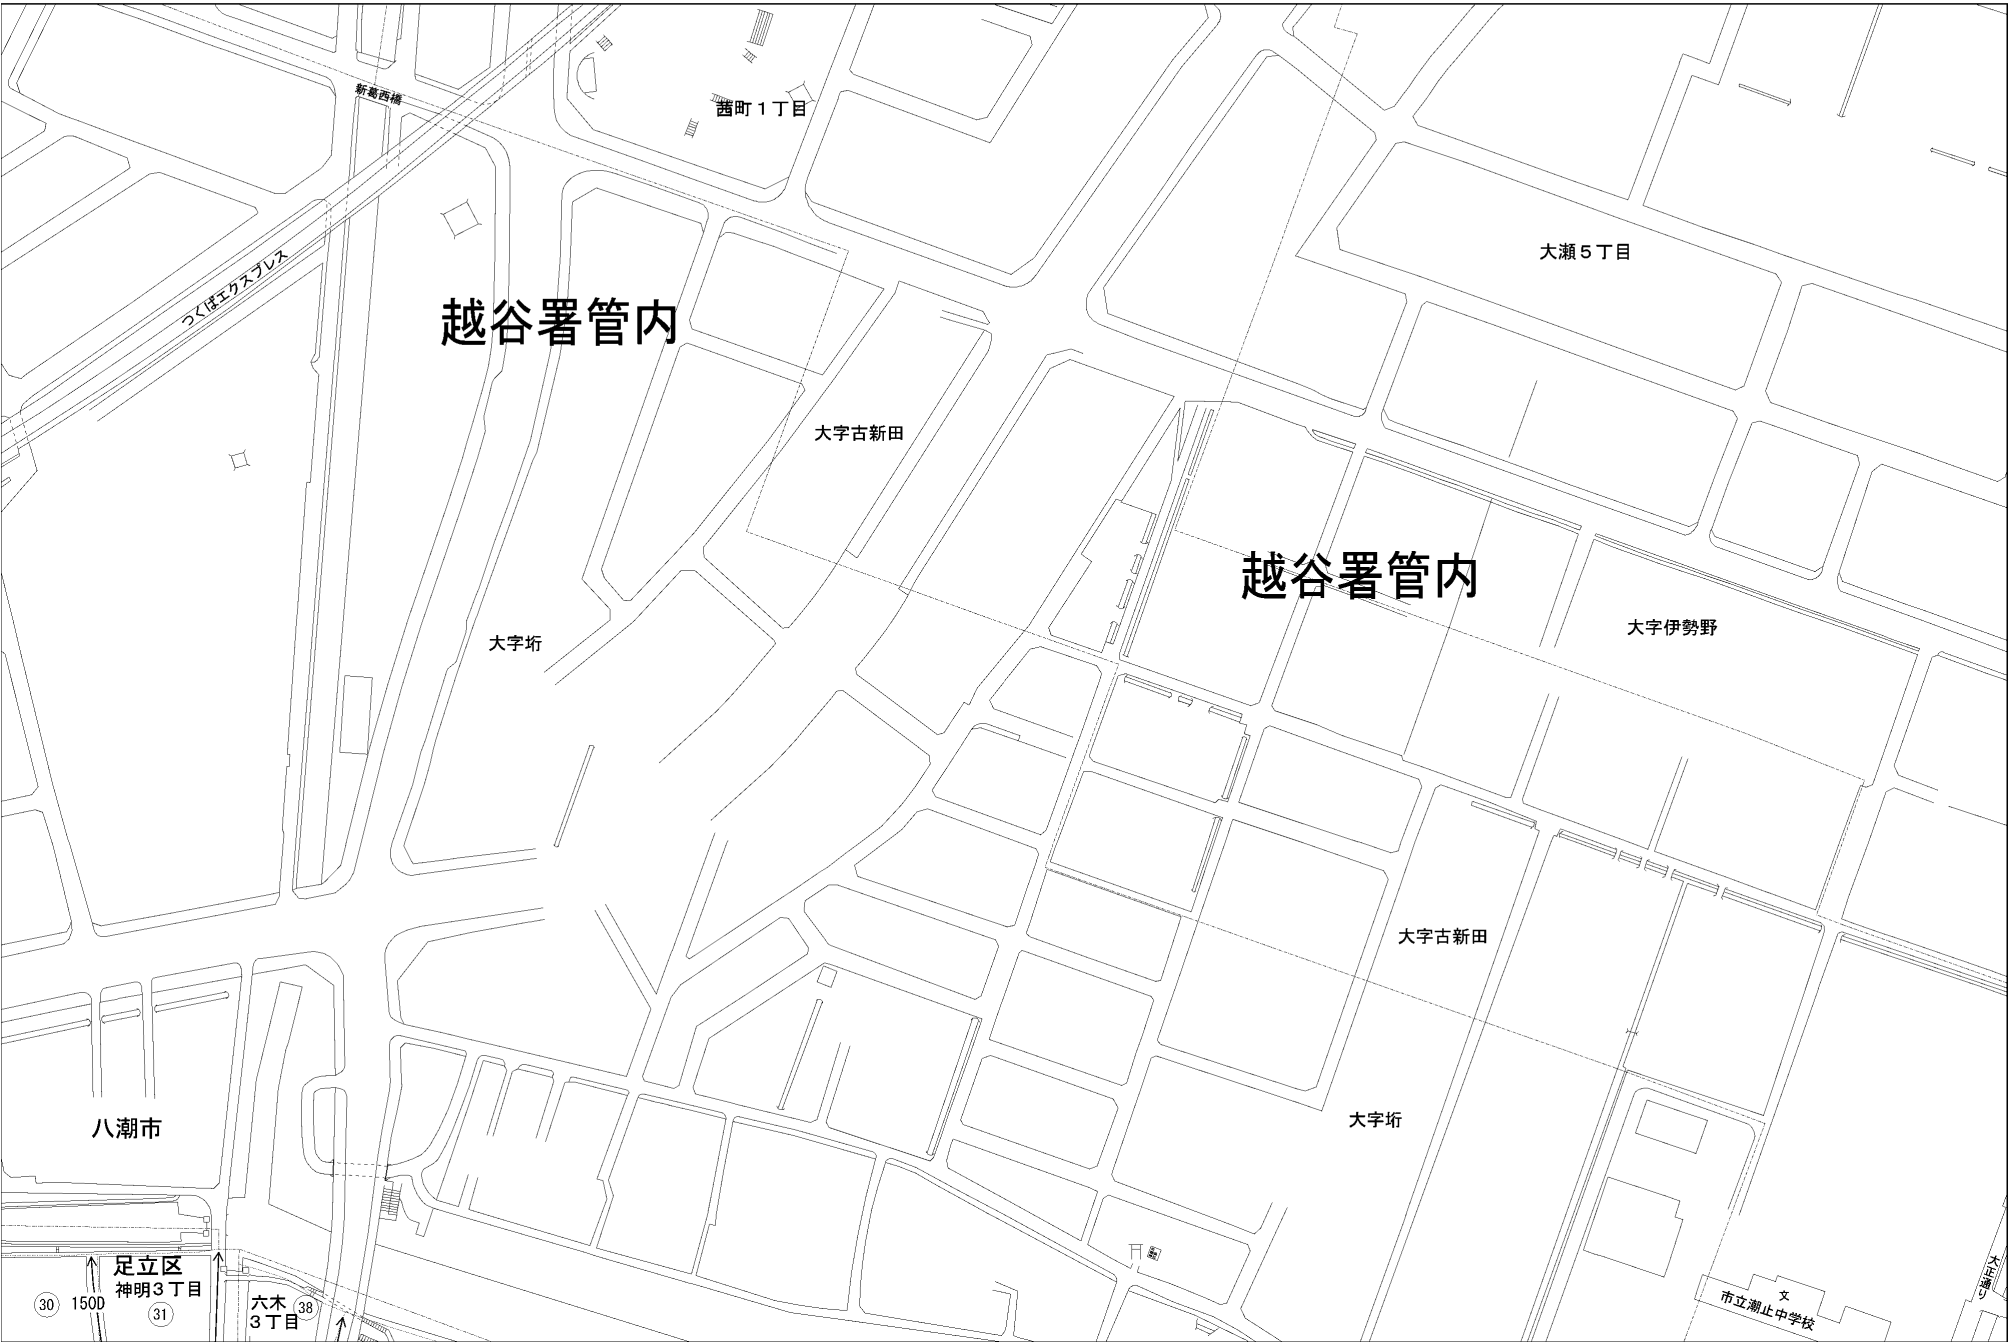 新葛西橋
茜町１丁目
大瀬５丁目
つくばエクスプレス
越谷署管内
大字古新田
越谷署管内
大字伊勢野
大字垳
大字古新田
大字垳
八潮市
足立区
神明３丁目
30
150D
31
六木
３丁目
38
大正通り
文
市立潮止中学校